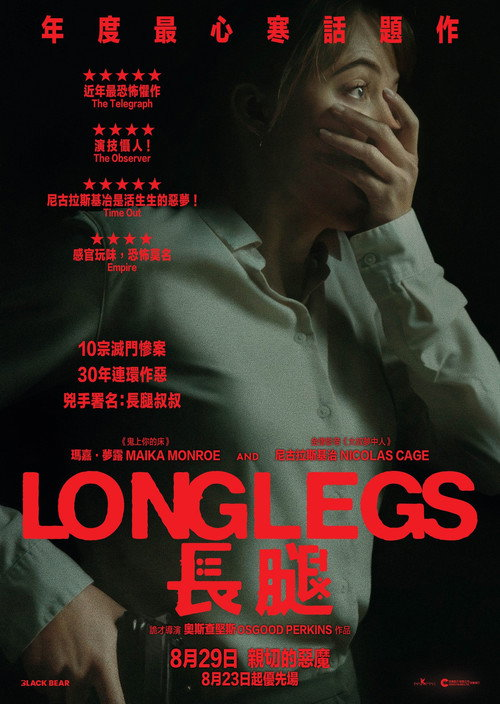 年度最心寒話題作
★★★★★
近年最恐怖懼作
The Telegraph
★★★★
演技懾人！
The Observer
★★★★★
尼古拉斯基治是活生生的惡夢！
Time Out
★★★★
感官玩味，恐怖莫名
Empire
10宗滅門慘案
30年連環作惡
兇手署名：長腿叔叔
《鬼上你的床》
瑪嘉·夢露 MAIKA MONROE AND 尼古拉斯基治 NICOLAS CAGE
LONGLEGS
長腿
詭才導演 奧斯查堅斯 OSGOOD PERKINS 作品
8月29日 親切的惡魔
8月23日起優先場
BLACK BEAR